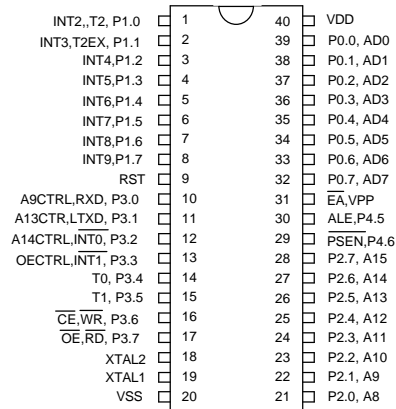 INT2,,T2, P1.0 1 40 VDD
INT3,T2EX, P1.1 2 39 P0.0, AD0
INT4,P1.2 3 38 P0.1, AD1
INT5,P1.3 4 37 P0.2, AD2
INT6,P1.4 5 36 P0.3, AD3
INT7,P1.5 6 35 P0.4, AD4
INT8,P1.6 7 34 P0.5, AD5
INT9,P1.7 8 33 P0.6, AD6
RST 9 32 P0.7, AD7
A9CTRL,RXD, P3.0 10 31 EA,VPP
A13CTR,LTXD, P3.1 11 30 ALE,P4.5
A14CTRL,INT0, P3.2 12 29 PSEN,P4.6
OECTRL,INT1, P3.3 13 28 P2.7, A15
T0, P3.4 14 27 P2.6, A14
T1, P3.5 15 26 P2.5, A13
CE,WR, P3.6 16 25 P2.4, A12
OE,RD, P3.7 17 24 P2.3, A11
XTAL2 18 23 P2.2, A10
XTAL1 19 22 P2.1, A9
VSS 20 21 P2.0, A8